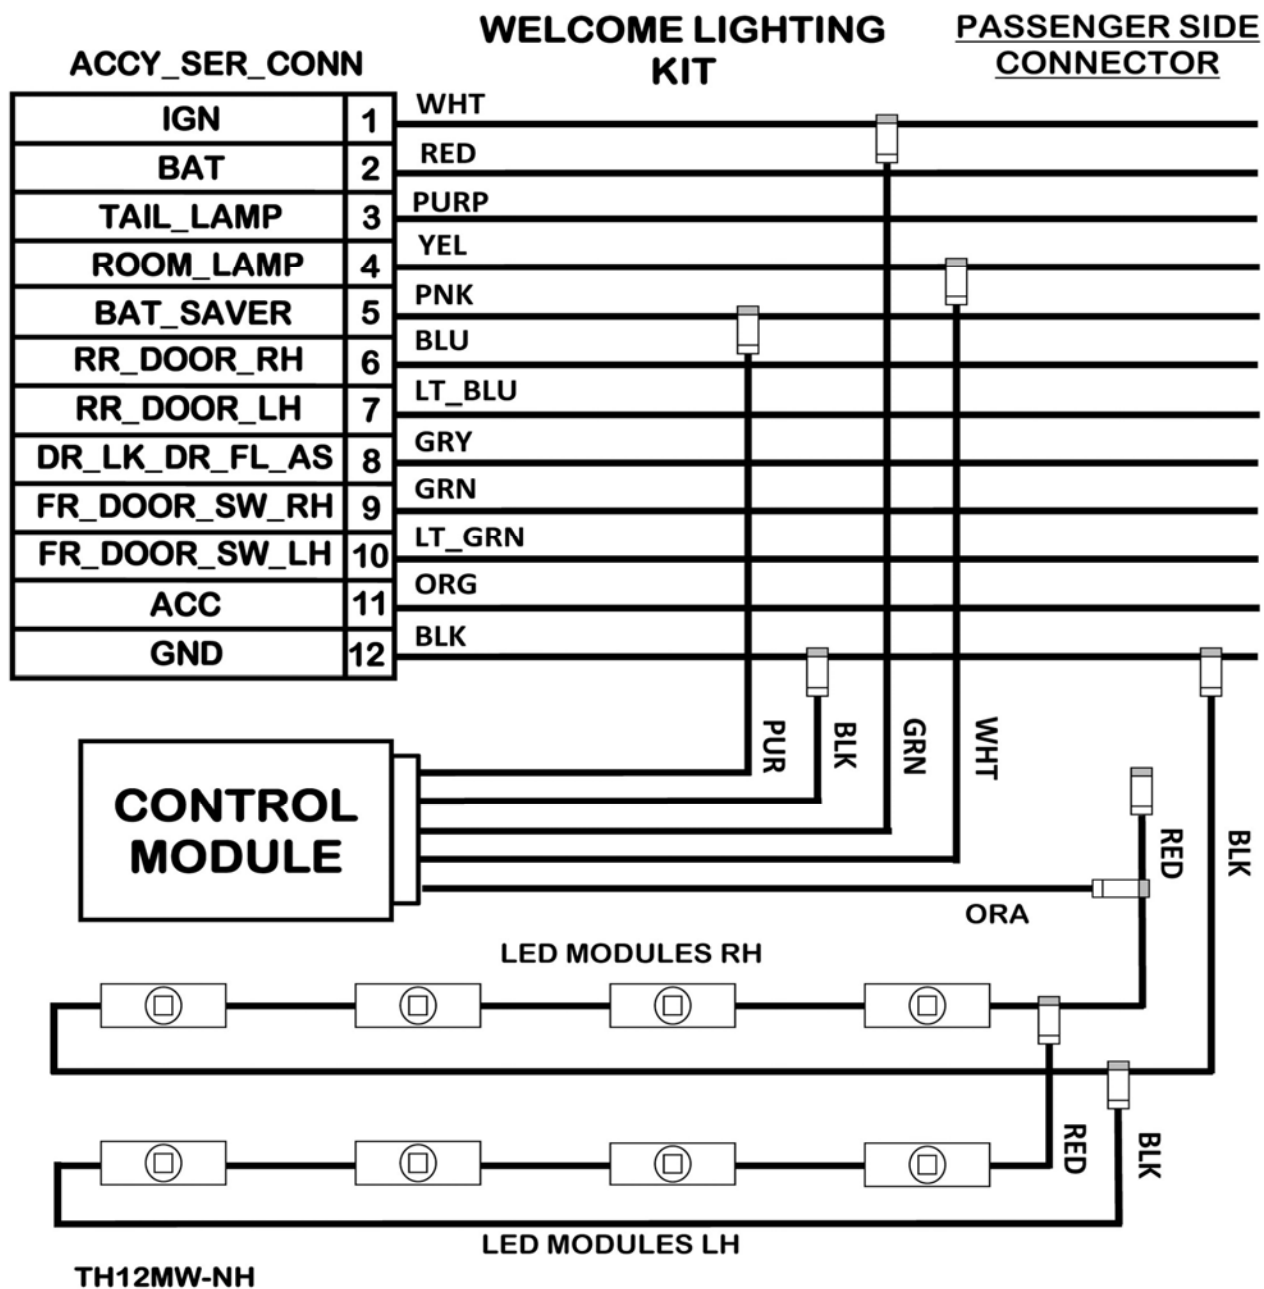 WELCOME LIGHTING
KIT
PASSENGER SIDE
CONNECTOR
ACCY_SER_CONN
IGN 1 WHT
BAT 2 RED
TAIL_LAMP 3 PURP
ROOM_LAMP 4 YEL
BAT_SAVER 5 PNK
RR_DOOR_RH 6 BLU
RR_DOOR_LH 7 LT_BLU
DR_LK_DR_FL_AS 8 GRY
FR_DOOR_SW_RH 9 GRN
FR_DOOR_SW_LH 10 LT_GRN
ACC 11 ORG
GND 12 BLK
PUR
BLK
GRN
WHT
CONTROL
MODULE
RED
BLK
ORA
LED MODULES RH
RED
BLK
LED MODULES LH
TH12MW-NH